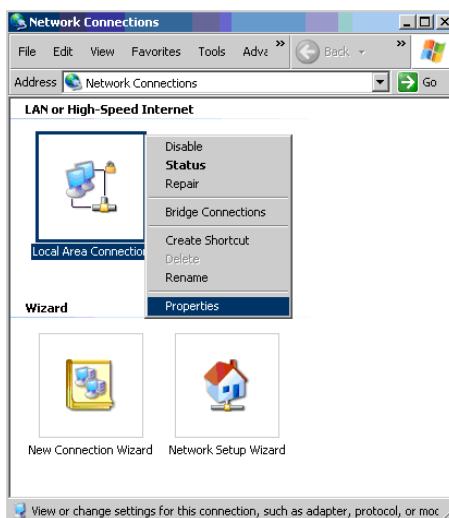 Network Connections
File Edit View Favorites Tools Adva » Back »
Address Network Connections Go
LAN or High-Speed Internet
Local Area Connection
Disable
Status
Repair
Bridge Connections
Create Shortcut
Delete
Rename
Properties
Wizard
New Connection Wizard Network Setup Wizard
View or change settings for this connection, such as adapter, protocol, or moc